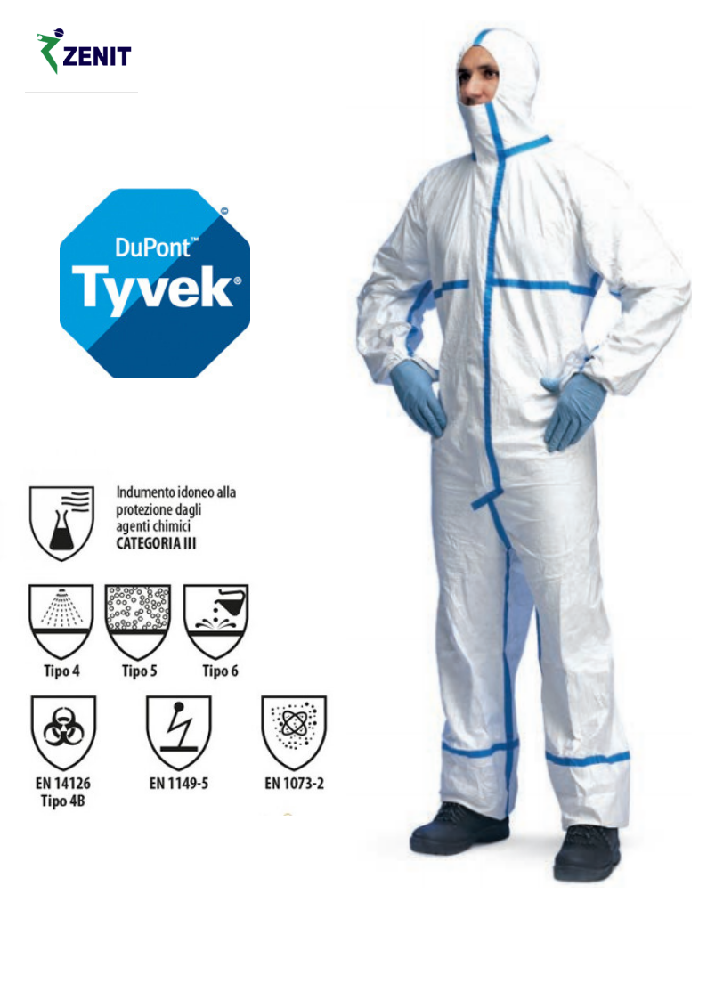 ZENIT
©
DuPont™
Tyvek®
Indumento idoneo alla
protezione dagli
agenti chimici
CATEGORIA III
Tipo 4 Tipo 5 Tipo 6
EN 14126 EN 1149-5 EN 1073-2
Tipo 4B